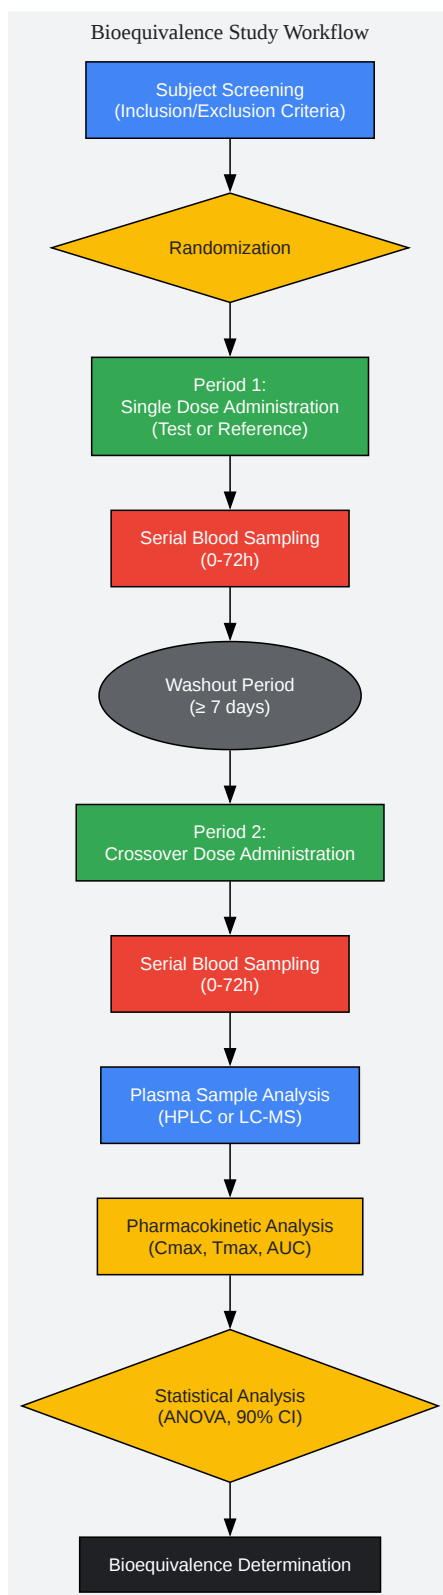 Bioequivalence Study Workflow
Subject Screening
(Inclusion/Exclusion Criteria)
Randomization
Period 1:
Single Dose Administration
(Test or Reference)
Serial Blood Sampling
(0-72h)
Washout Period
(≥ 7 days)
Period 2:
Crossover Dose Administration
Serial Blood Sampling
(0-72h)
Plasma Sample Analysis
(HPLC or LC-MS)
Pharmacokinetic Analysis
(Cmax, Tmax, AUC)
Statistical Analysis
(ANOVA, 90% CI)
Bioequivalence Determination